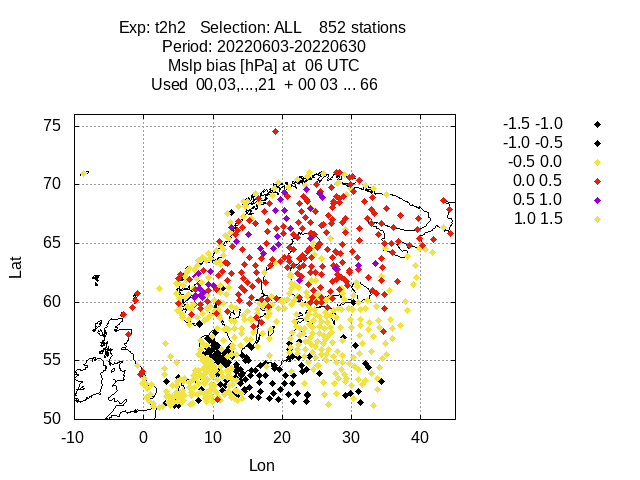 Exp: t2h2 Selection: ALL 852 stations
Period: 20220603-20220630
Mslp bias [hPa] at 06 UTC
Used 00,03,...,21 + 00 03 ... 66
-1.5 -1.0
-1.0 -0.5
-0.5 0.0
0.0 0.5
0.5 1.0
1.0 1.5
75
70
65
60
55
50
Lat
-10 0 10 20 30 40
Lon